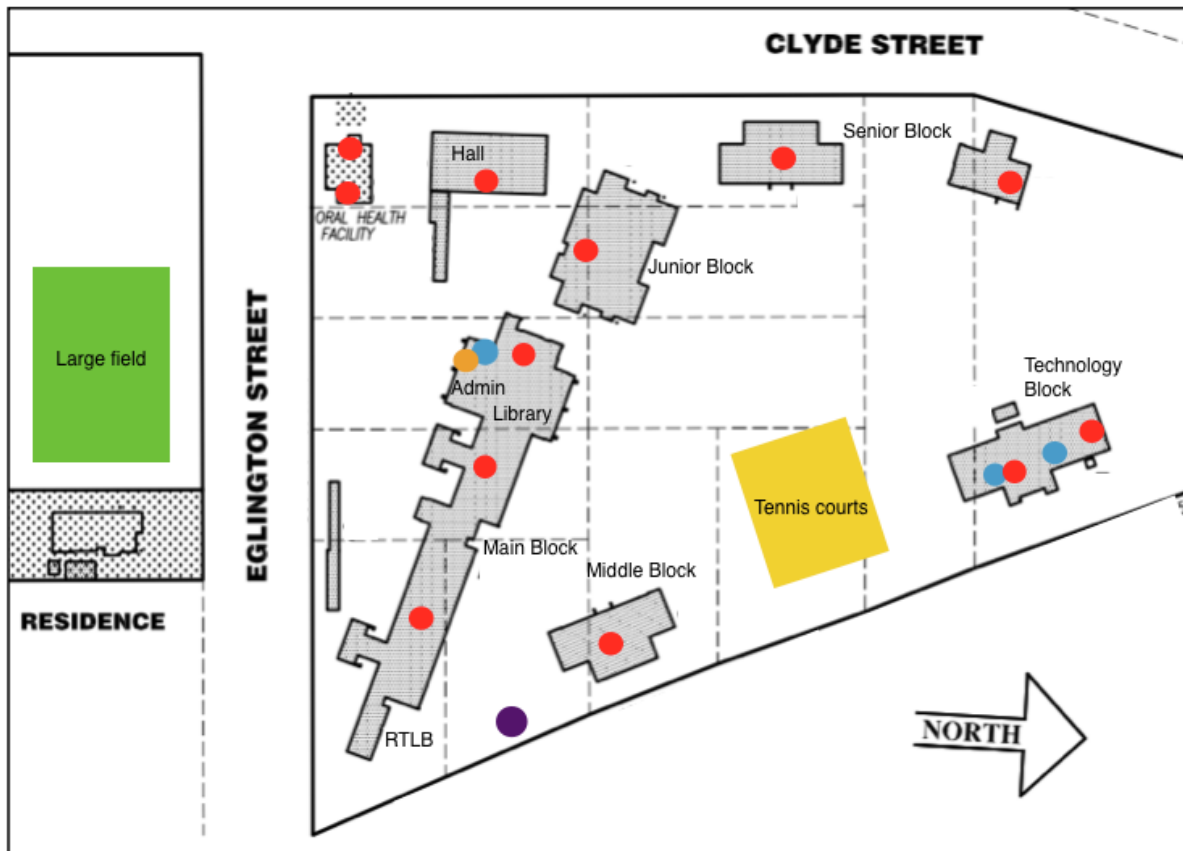 CLYDE STREET
Senior Block
Hall
ORAL HEALTH
FACILITY
Junior Block
EGLINGTON STREET
Large field
Admin
Library
Technology
Block
Tennis courts
Main Block
Middle Block
RESIDENCE
RTLB
NORTH